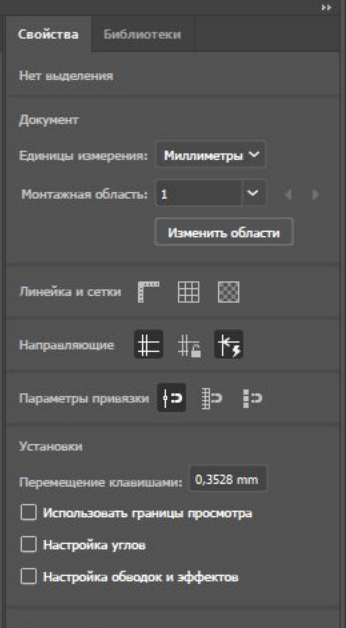 Свойства Библиотеки
Нет выделения
Документ
Единицы измерения: Миллиметры
Монтажная область: 1
Изменить области
Линейка и сетки
Направляющие
Параметры привязки
Установки
Перемещение клавишами: 0,3528 mm
Использовать границы просмотра
Настройка углов
Настройка обводок и эффектов